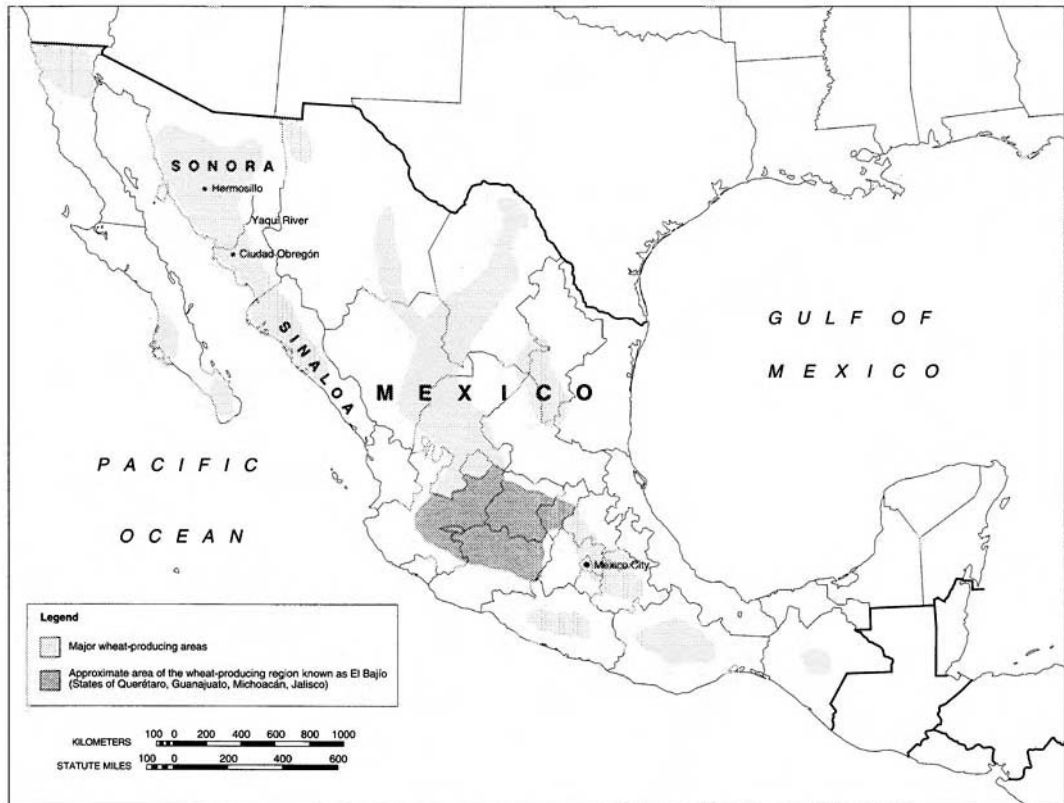 SONORA
Hermosillo
Yaqui River
Ciudad Obregón
SINALOA
MEXICO
GULF OF
MEXICO
PACIFIC
OCEAN
Mexico City
Legend
Major wheat-producing areas
Approximate area of the wheat-producing region known as El Bajío
(States of Querétaro, Guanajuato, Michoacán, Jalisco)
100 0 200 400 600 800 1000
KILOMETERS
STATUTE MILES
100 0 200 400 600